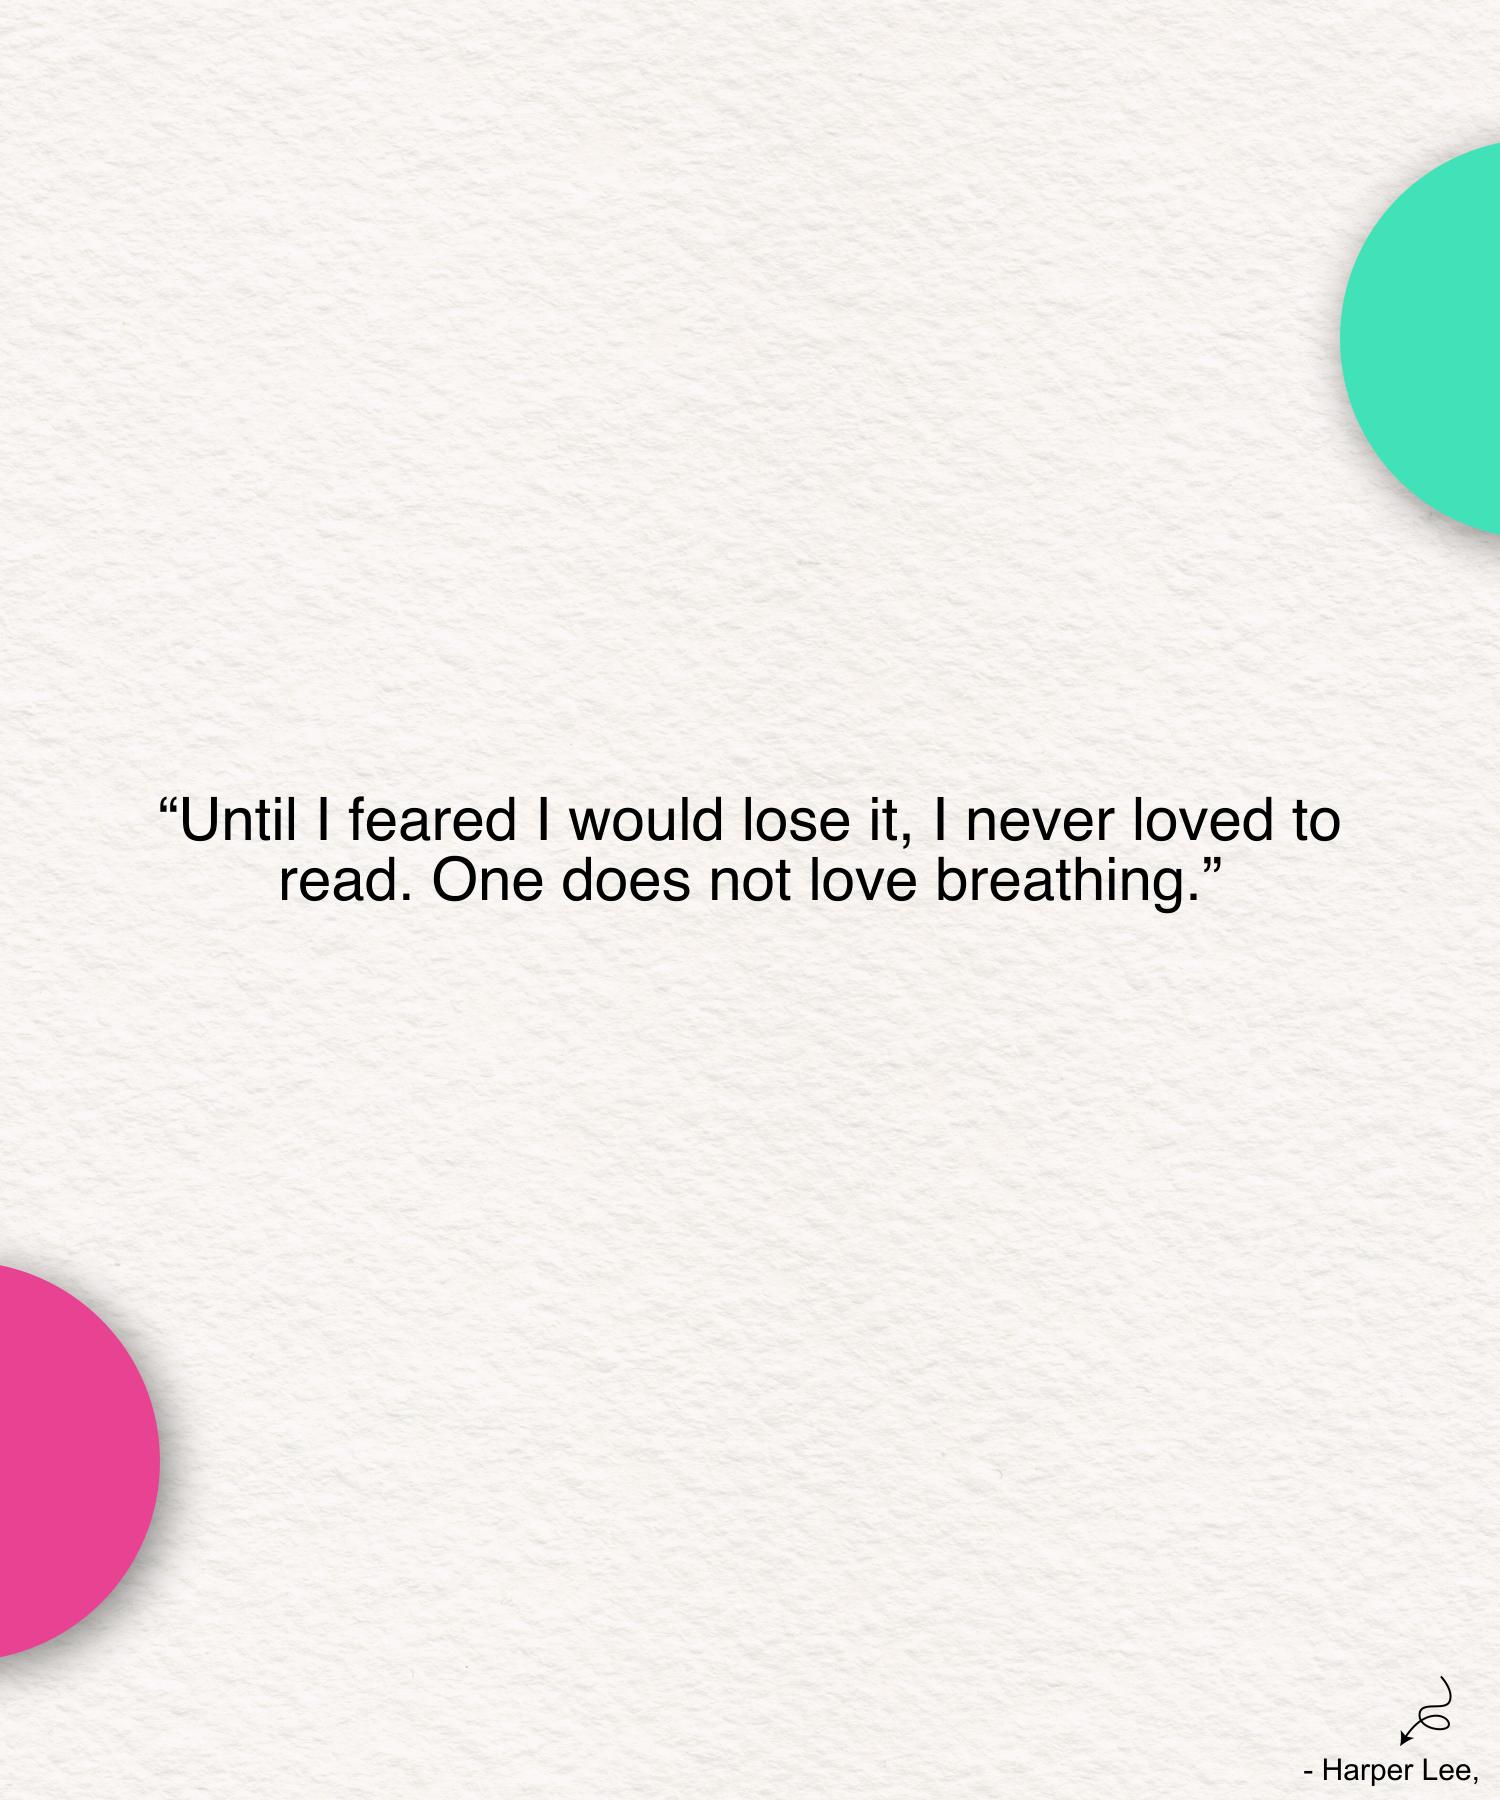 “Until I feared I would lose it, I never loved to
read. One does not love breathing.”
- Harper Lee,